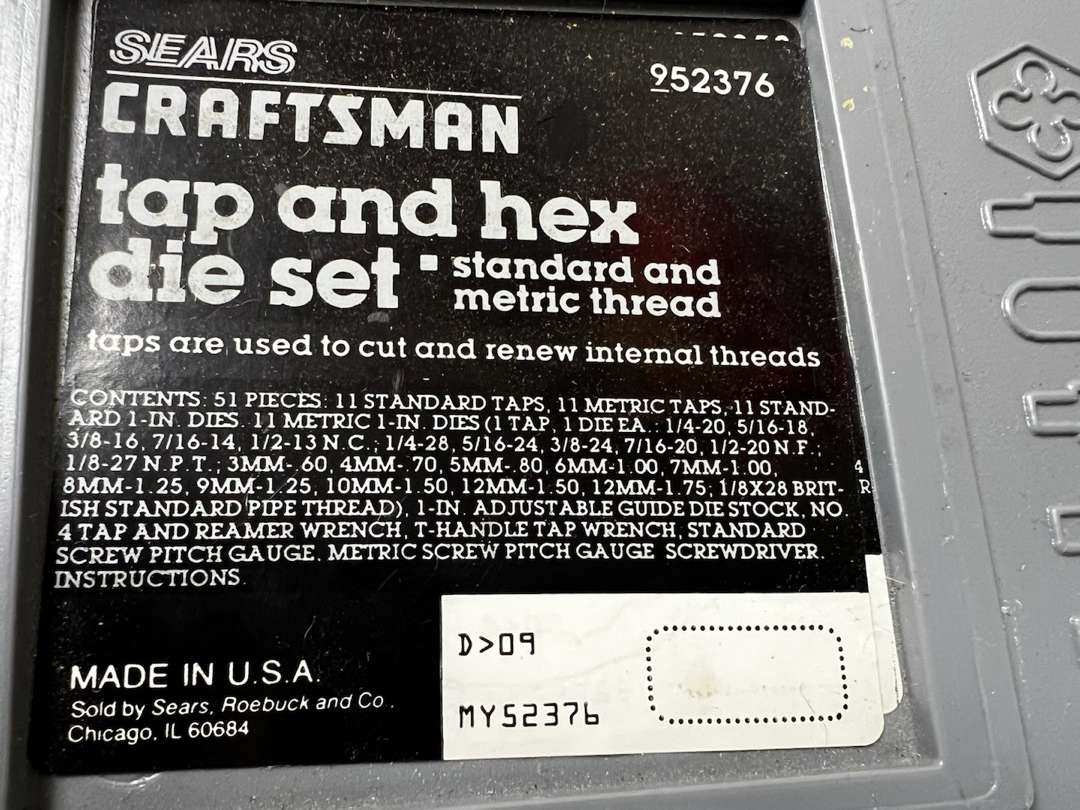 SEARS
952376
CRAFTSMAN
tap and hex
die set ▪ standard and
metric thread
taps are used to cut and renew internal threads
CONTENTS: 51 PIECES: 11 STANDARD TAPS, 11 METRIC TAPS, 11 STAND-
ARD 1-IN. DIES. 11 METRIC 1-IN. DIES (1 TAP, 1 DIE EA.: 1/4-20, 5/16-18,
3/8-16, 7/16-14, 1/2-13 N.C.; 1/4-28, 5/16-24, 3/8-24, 7/16-20, 1/2-20 N.F.;
1/8-27 N.P.T.; 3MM-.60, 4MM-.70, 5MM-.80, 6MM-1.00, 7MM-1.00,
8MM-1.25, 9MM-1.25, 10MM-1.50, 12MM-1.50, 12MM-1.75; 1/8X28 BRIT-
ISH STANDARD PIPE THREAD), 1-IN. ADJUSTABLE GUIDE DIE STOCK, NO.
4 TAP AND REAMER WRENCH, T-HANDLE TAP WRENCH, STANDARD
SCREW PITCH GAUGE. METRIC SCREW PITCH GAUGE SCREWDRIVER.
INSTRUCTIONS.
4
R
D>09
MY52376
MADE IN U.S.A.
Sold by Sears, Roebuck and Co.
Chicago, IL 60684